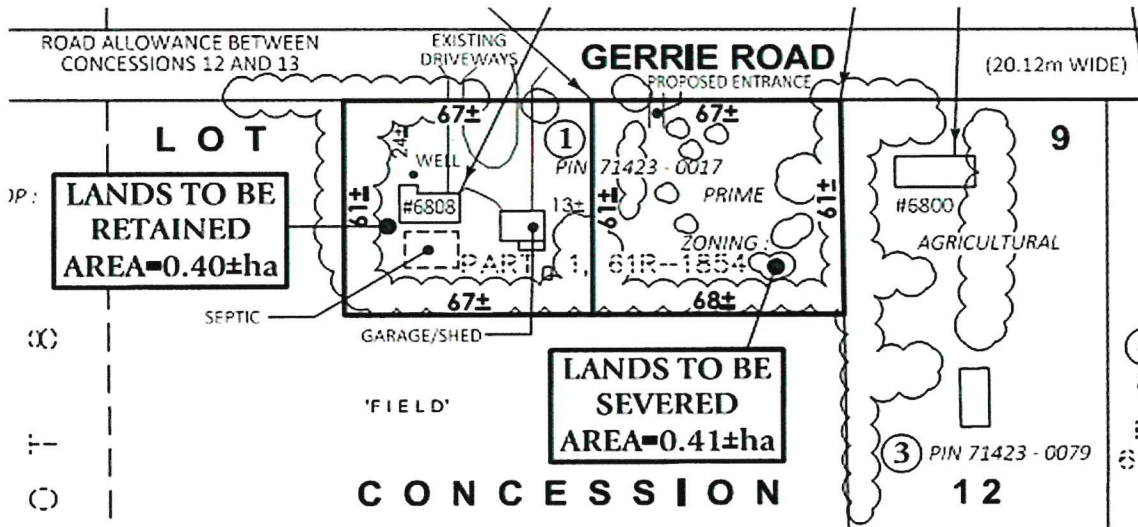 ROAD ALLOWANCE BETWEEN
CONCESSIONS 12 AND 13
EXISTING
DRIVEWAYS
GERRIE ROAD
(20.12m WIDE)
PROPOSED ENTRANCE
67±
67±
LOT
9
24±
WELL
1
PIN 71423 - 0017
PRIME
LANDS TO BE
RETAINED
AREA=0.40±ha
OP:
61±
#6808
13±
61±
61±
#6800
ZONING :
AGRICULTURAL
PART 1, 61R-1854
67±
68±
SEPTIC
GARAGE/SHED
8
LANDS TO BE
SEVERED
AREA=0.41±ha
'FIELD'
3
PIN 71423 - 0079
CONCESSION
12